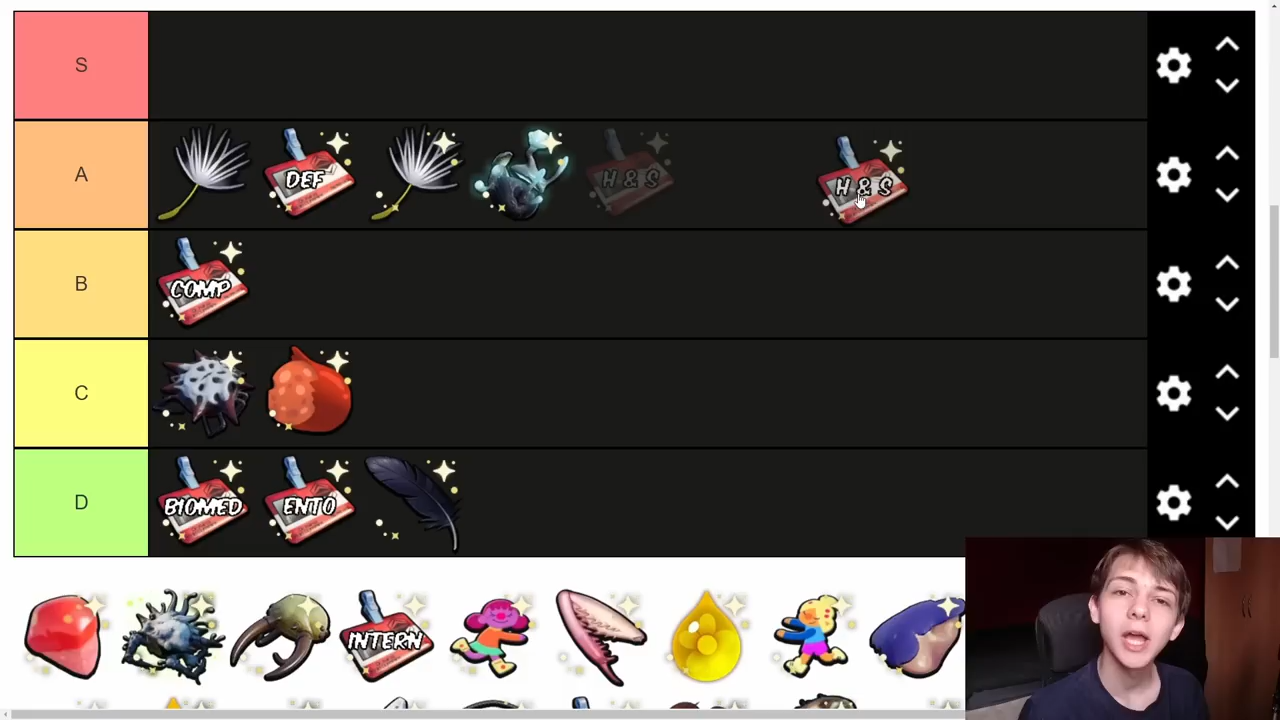 S
A
DEF
H & S
H & S
B
COMP
C
D
BIOMED
ENTO
INTERN